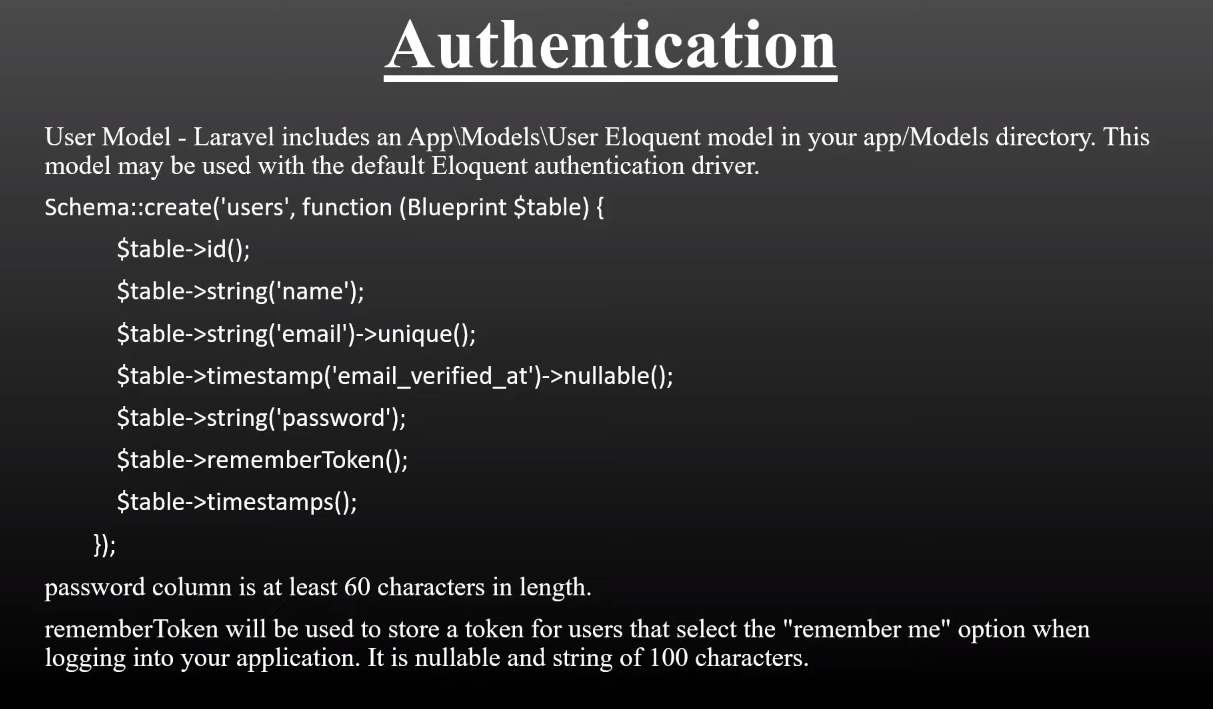 Authentication
User Model - Laravel includes an App\Models\User Eloquent model in your app/Models directory. This
model may be used with the default Eloquent authentication driver.
Schema::create('users', function (Blueprint $table) {
$table->id();
$table->string('name');
$table->string('email')->unique();
$table->timestamp('email_verified_at')->nullable();
$table->string('password');
$table->rememberToken();
$table->timestamps();
});
password column is at least 60 characters in length.
rememberToken will be used to store a token for users that select the "remember me" option when
logging into your application. It is nullable and string of 100 characters.